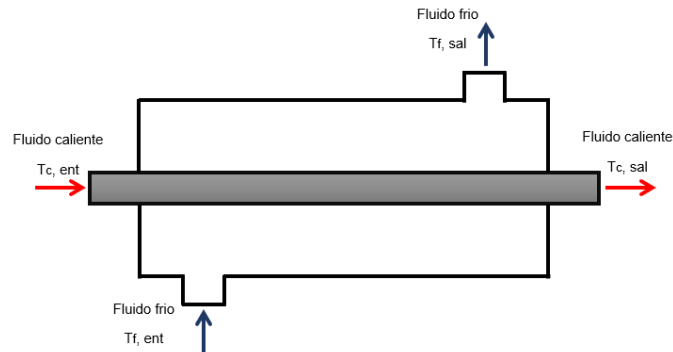 Fluido frio
Tf, sal
Fluido caliente
Tc, ent
Fluido caliente
Tc, sal
Fluido frio
Tf, ent